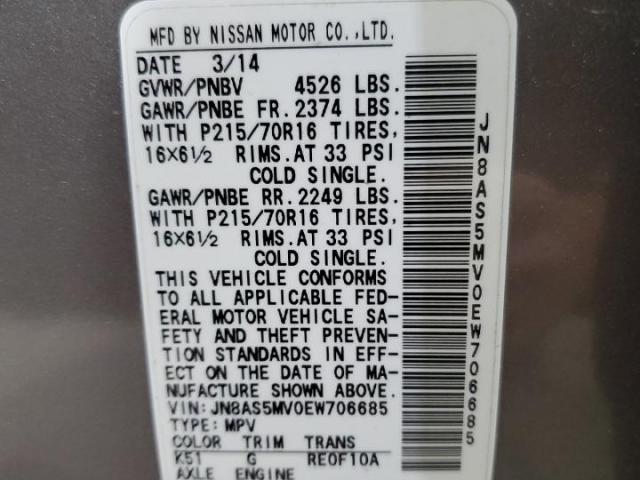 MFD BY NISSAN MOTOR CO.,LTD.
DATE 3/14
GVWR/PNBV 4526 LBS.
GAWR/PNBE FR. 2374 LBS.
WITH P215/70R16 TIRES,
16X6½ RIMS.AT 33 PSI
COLD SINGLE.
GAWR/PNBE RR. 2249 LBS.
WITH P215/70R16 TIRES,
16X6½ RIMS.AT 33 PSI
COLD SINGLE.
THIS VEHICLE CONFORMS
TO ALL APPLICABLE FED-
ERAL MOTOR VEHICLE SA-
FETY AND THEFT PREVEN-
TION STANDARDS IN EFF-
ECT ON THE DATE OF MA-
NUFACTURE SHOWN ABOVE.
VIN:JN8AS5MV0EW706685
TYPE:MPV
COLOR TRIM TRANS
K51 G RE0F10A
AXLE ENGINE
JN8AS5MV0EW706685